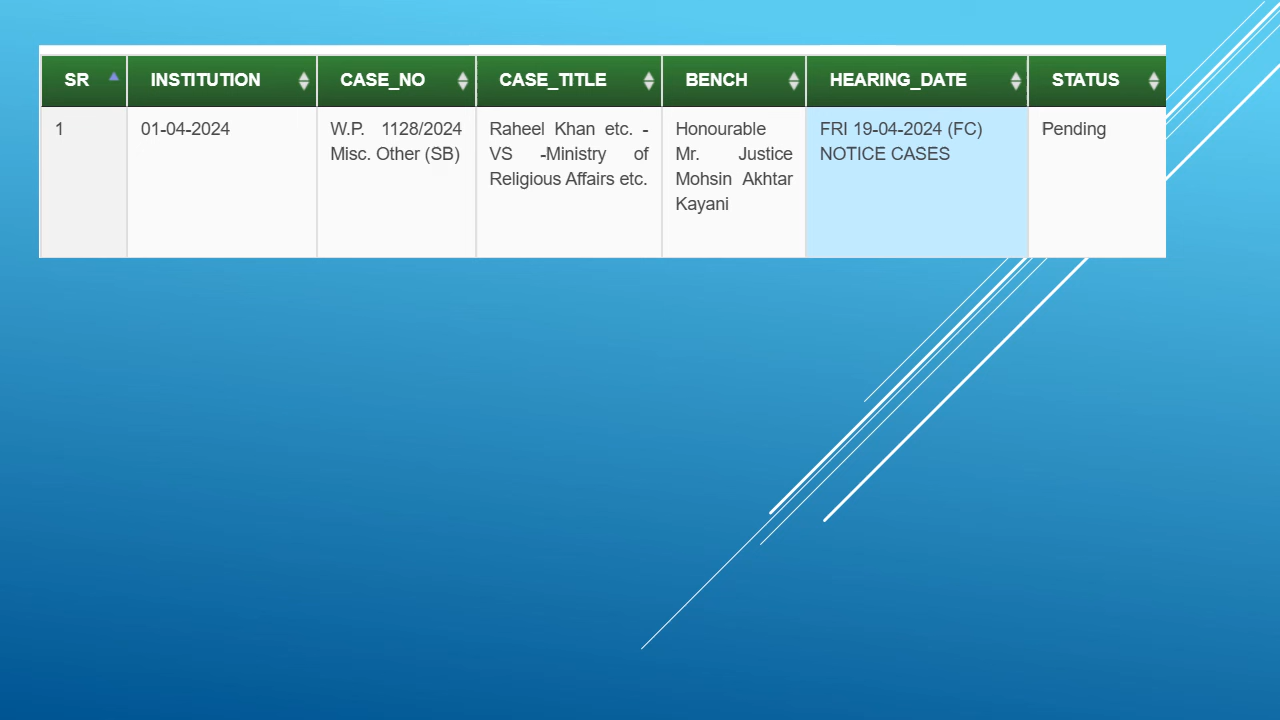 SR INSTITUTION CASE_NO CASE_TITLE BENCH HEARING_DATE STATUS
1 01-04-2024 W.P. 1128/2024 Raheel Khan etc. - Honourable FRI 19-04-2024 (FC) Pending
Misc. Other (SB) VS -Ministry of Mr. Justice NOTICE CASES
Religious Affairs etc. Mohsin Akhtar
Kayani